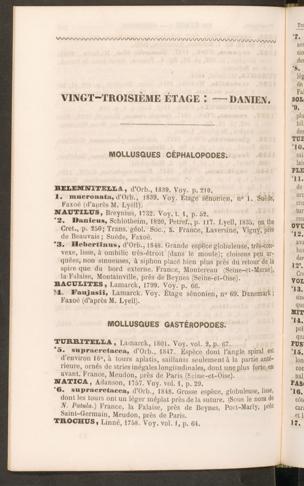 VINGT-TROISIÈME ÉTAGE : — DANIEN.
MOLLUSQUES CÉPHALOPODES.
BELEMNITELLA, d'Orb., 1839. Voy. p. 210.
1. mucronata, d'Orb., 1839. Voy. Étage sénonien, nº 1. Suède,
Faxoé (d'après M. Lyell).
NAUTILUS, Breynius, 1732. Voy. t. 1, p. 52.
*2. Danicus, Schlotheim, 1820, Petref., p. 117. Lyell, 1835, on the
Cret., p. 250; Trans. géol. Soc., 5. France, Laversine, Vigny, près
de Beauvais; Suède, Faxoé.
*3. Hebertinus, d'Orb., 1848. Grande espèce globuleuse, très-con-
vexe, lisse, à ombilic très-étroit (dans le moule); cloisons peu ar-
quées, non sinueuses, à siphon placé bien plus près du retour de la
spire que du bord externe. France, Montereau (Seine-et-Marne),
la Falaise, Montainville, près de Beynes (Seine-et-Oise).
BACULITES, Lamarck, 1799. Voy. p. 66.
*4. Faujasii, Lamarck. Voy. Étage sénonien, nº 69. Danemark;
Faxoé (d'après M. Lyell).
MOLLUSQUES GASTÉROPODES.
TURRITELLA, Lamarck, 1801. Voy. vol. 2, p. 67.
*5. supracretacea, d'Orb., 1847. Espèce dont l'angle spiral est
d'environ 16°, à tours aplatis, saillants seulement à la partie anté-
rieure, ornés de stries inégales longitudinales, dont une plus forte, en
avant. France, Meudon, près de Paris (Seine-et-Oise).
NATICA, Adanson, 1757. Voy. vol. 1, p. 29.
*6. supracretacea, d'Orb., 1848. Grosse espèce, globuleuse, lisse,
dont les tours ont un léger méplat près de la suture. (Sous le nom de
N. Patula.) France, la Falaise, près de Beynes, Port-Marly, près
Saint-Germain, Meudon, près de Paris.
TROCHUS, Linné, 1758. Voy. vol. 1, p. 64.